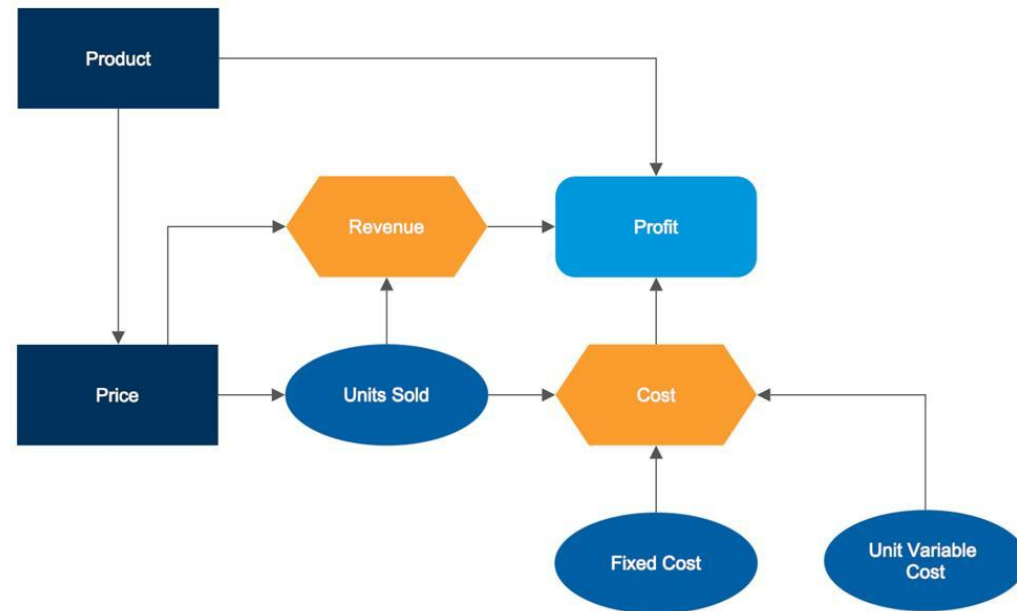 Product
Revenue
Profit
Price
Units Sold
Cost
Fixed Cost
Unit Variable
Cost